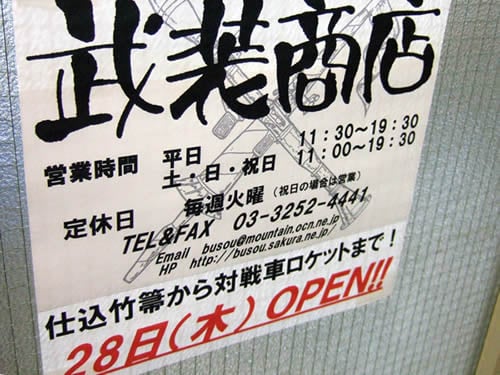 武装商店
営業時間 平日 11:30～19:30
土・日・祝日 11:00～19:30
定休日 毎週火曜（祝日の場合は営業）
TEL&FAX 03-3252-4441
Email busou@mountain.ocn.ne.jp
HP http://busou.sakura.ne.jp/
仕込竹箒から対戦車ロケットまで！
28日(木) OPEN!!